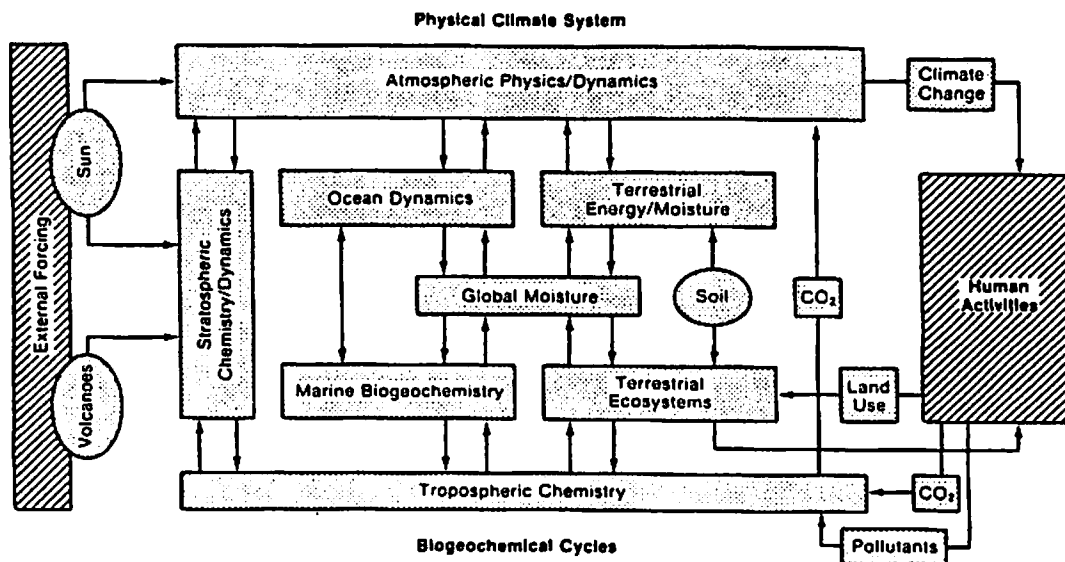 Physical Climate System
Atmospheric Physics/Dynamics
Climate
Change
External Forcing
Sun
Volcanoes
Stratospheric
Chemistry/Dynamics
Ocean Dynamics
Terrestrial
Energy/Moisture
Global Moisture
Soil
CO₂
Human
Activities
Marine Biogeochemistry
Terrestrial
Ecosystems
Land
Use
Tropospheric Chemistry
CO₂
Pollutants
Biogeochemical Cycles